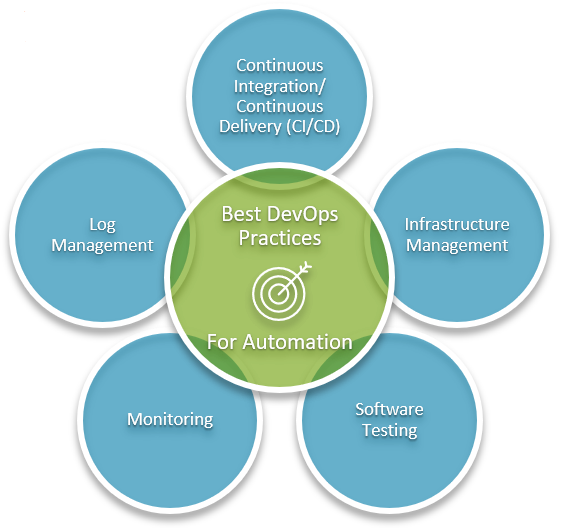 Continuous
Integration/
Continuous
Delivery (CI/CD)
Best DevOps
Practices
For Automation
Infrastructure
Management
Software
Testing
Monitoring
Log
Management